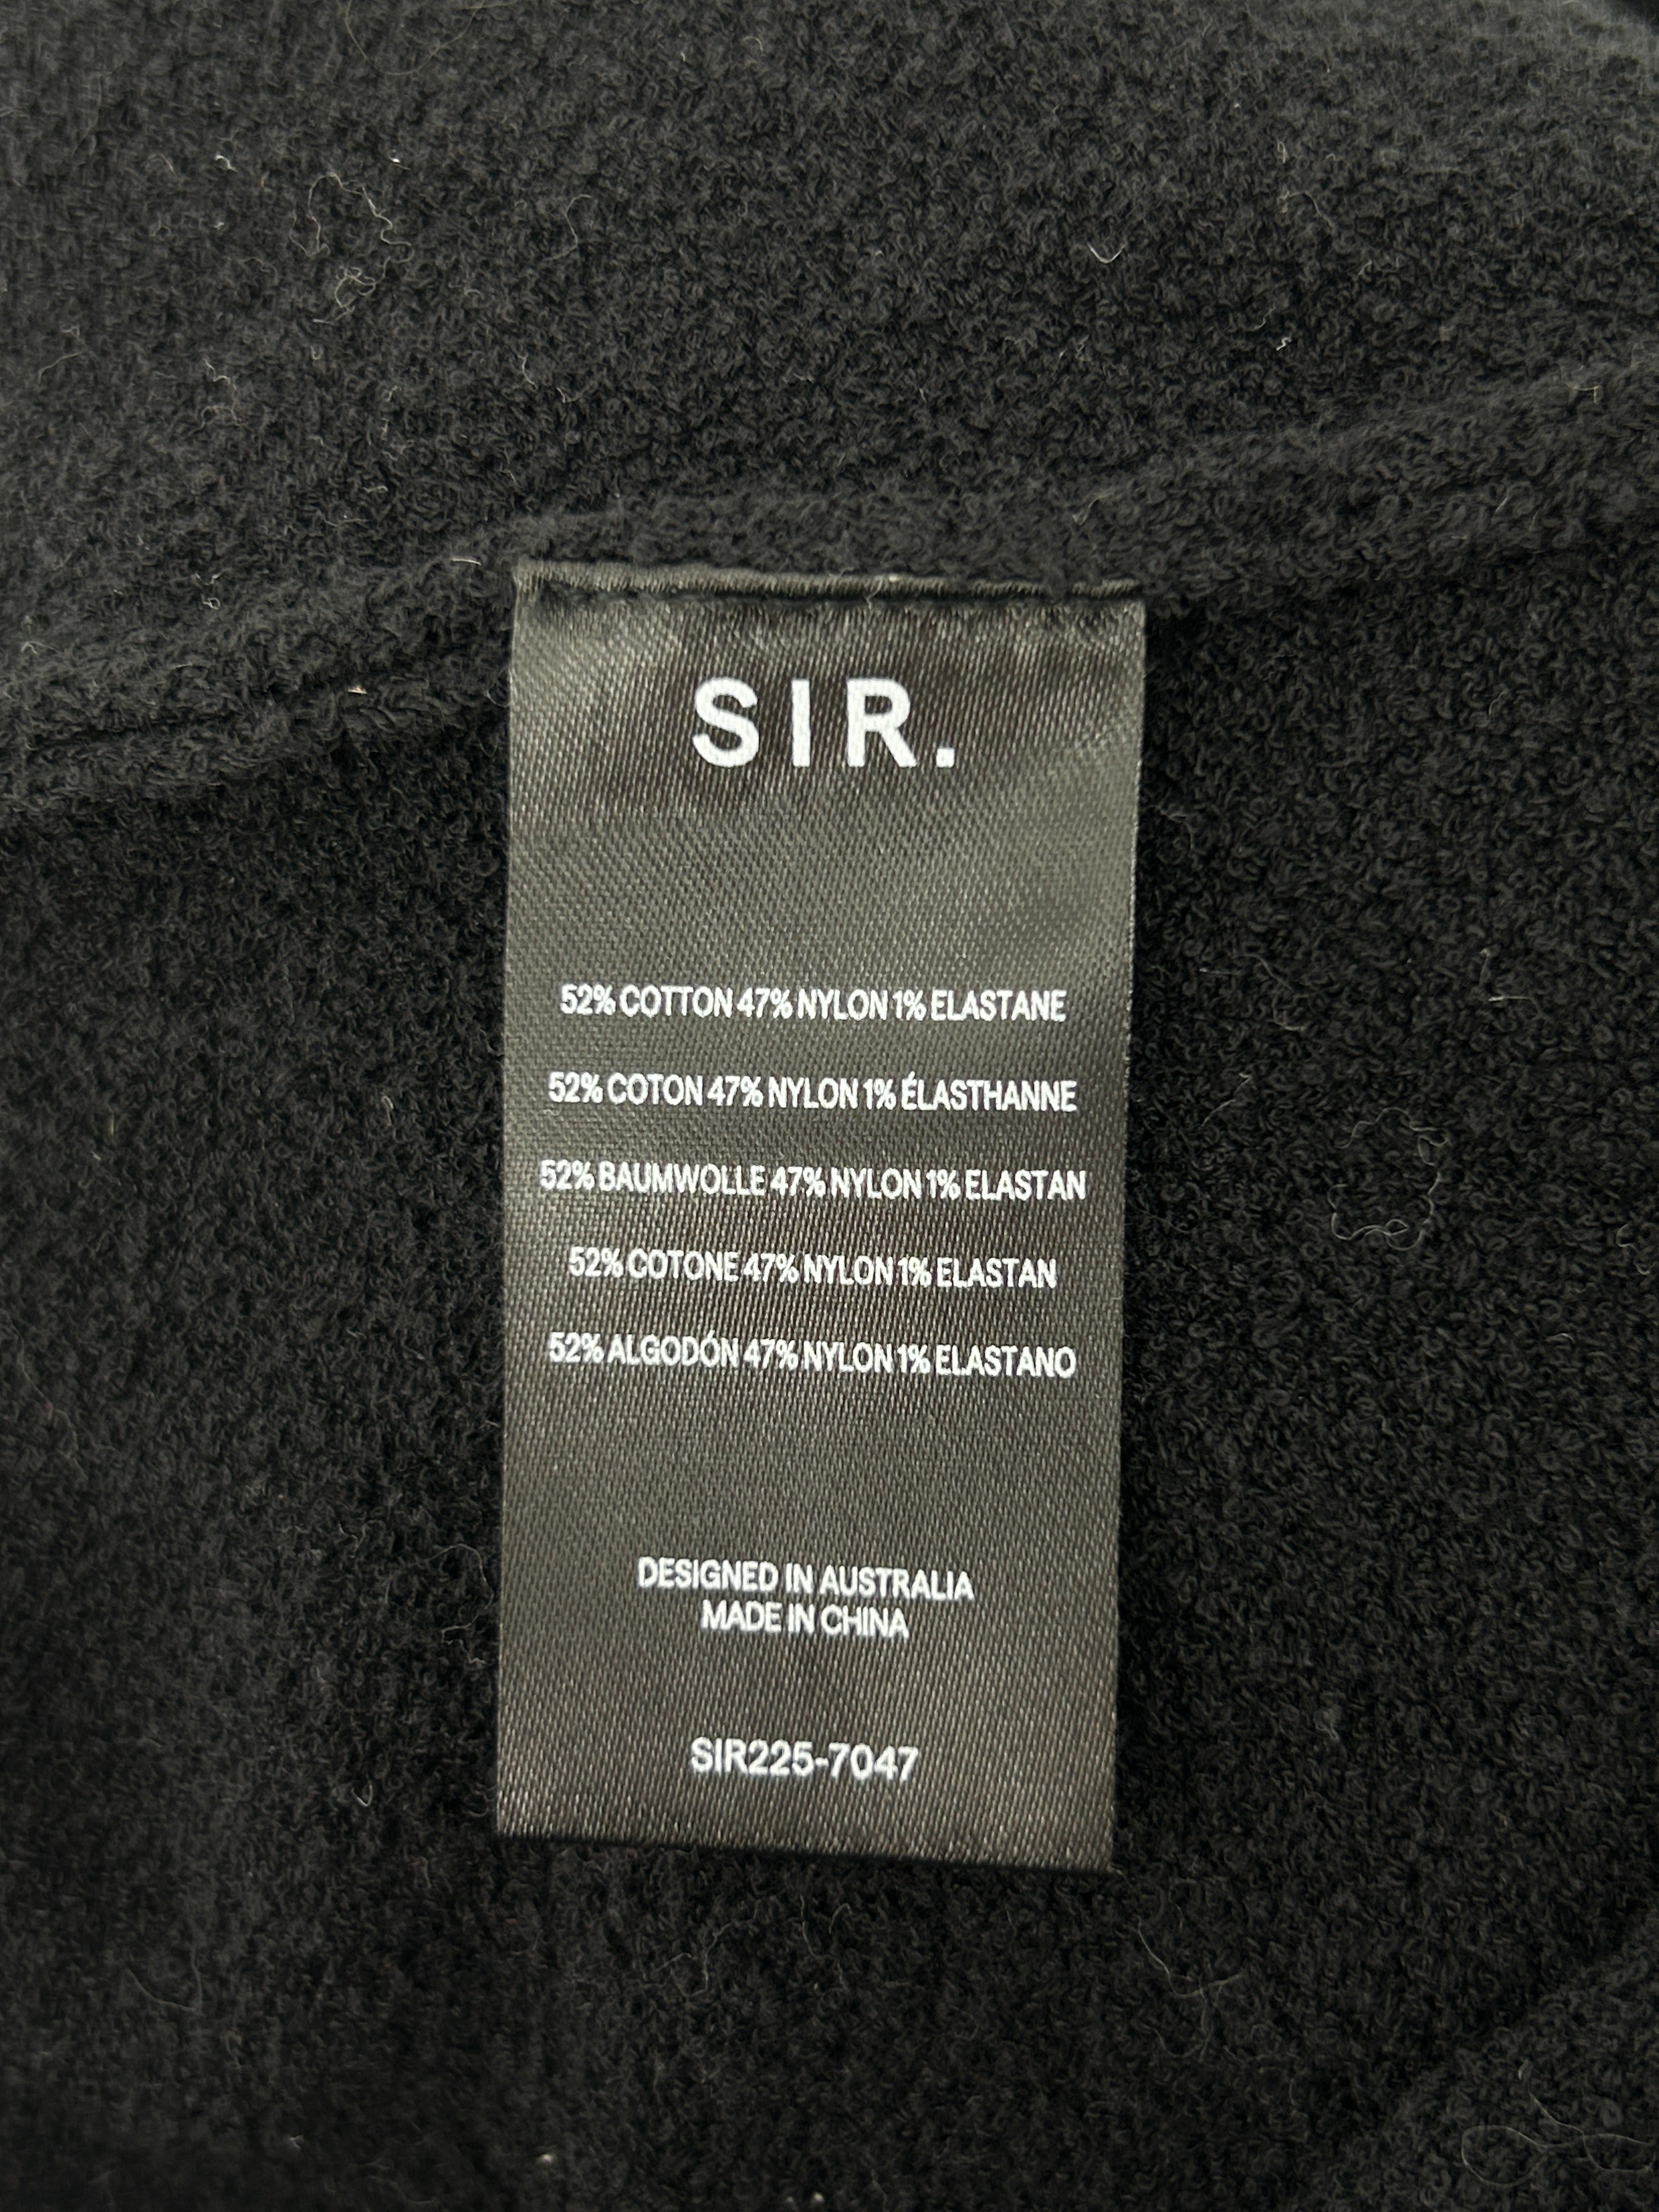 SIR.
52% COTTON 47% NYLON 1% ELASTANE
52% COTON 47% NYLON 1% ÉLASTHANNE
52% BAUMWOLLE 47% NYLON 1% ELASTAN
52% COTONE 47% NYLON 1% ELASTAN
52% ALGODÓN 47% NYLON 1% ELASTANO
DESIGNED IN AUSTRALIA
MADE IN CHINA
SIR225-7047